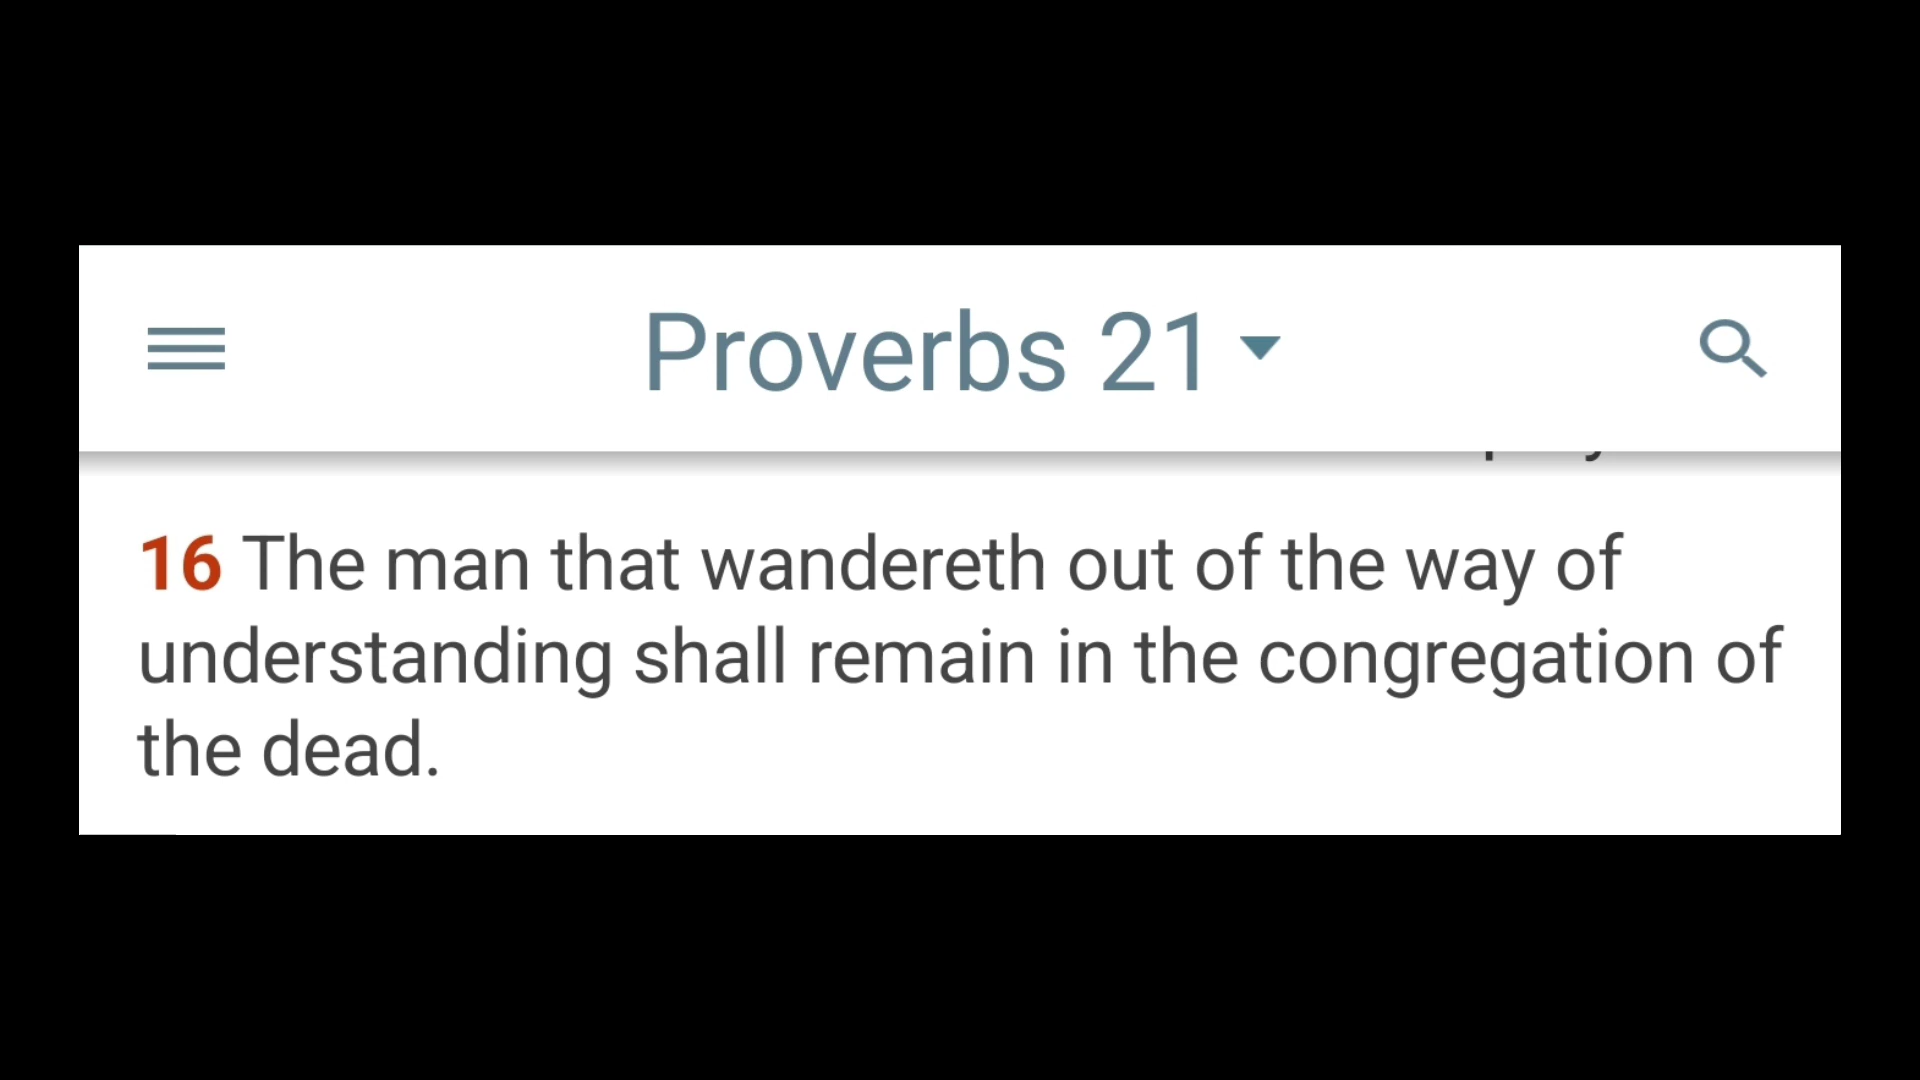 Proverbs 21
16 The man that wandereth out of the way of
understanding shall remain in the congregation of
the dead.